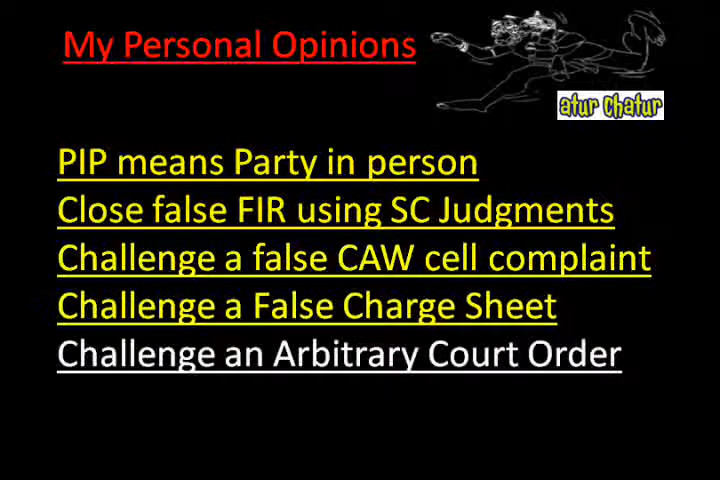 My Personal Opinions
atur chatur
PIP means Party in person
Close false FIR using SC Judgments
Challenge a false CAW cell complaint
Challenge a False Charge Sheet
Challenge an Arbitrary Court Order